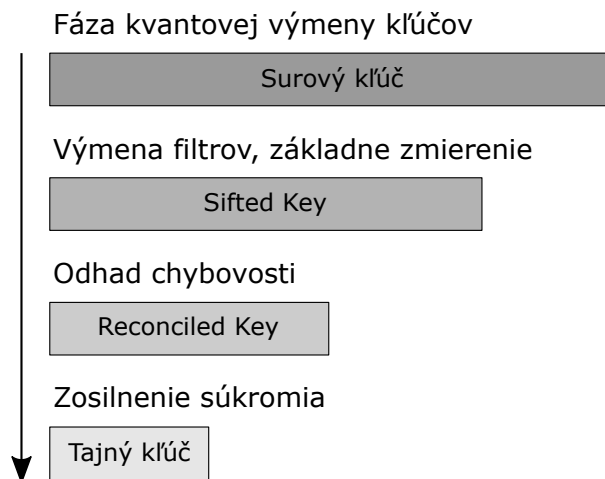 Fáza kvantovej výmeny kľúčov
Surový kľúč
Výmena filtrov, základne zmierenie
Sifted Key
Odhad chybovosti
Reconciled Key
Zosilnenie súkromia
Tajný kľúč